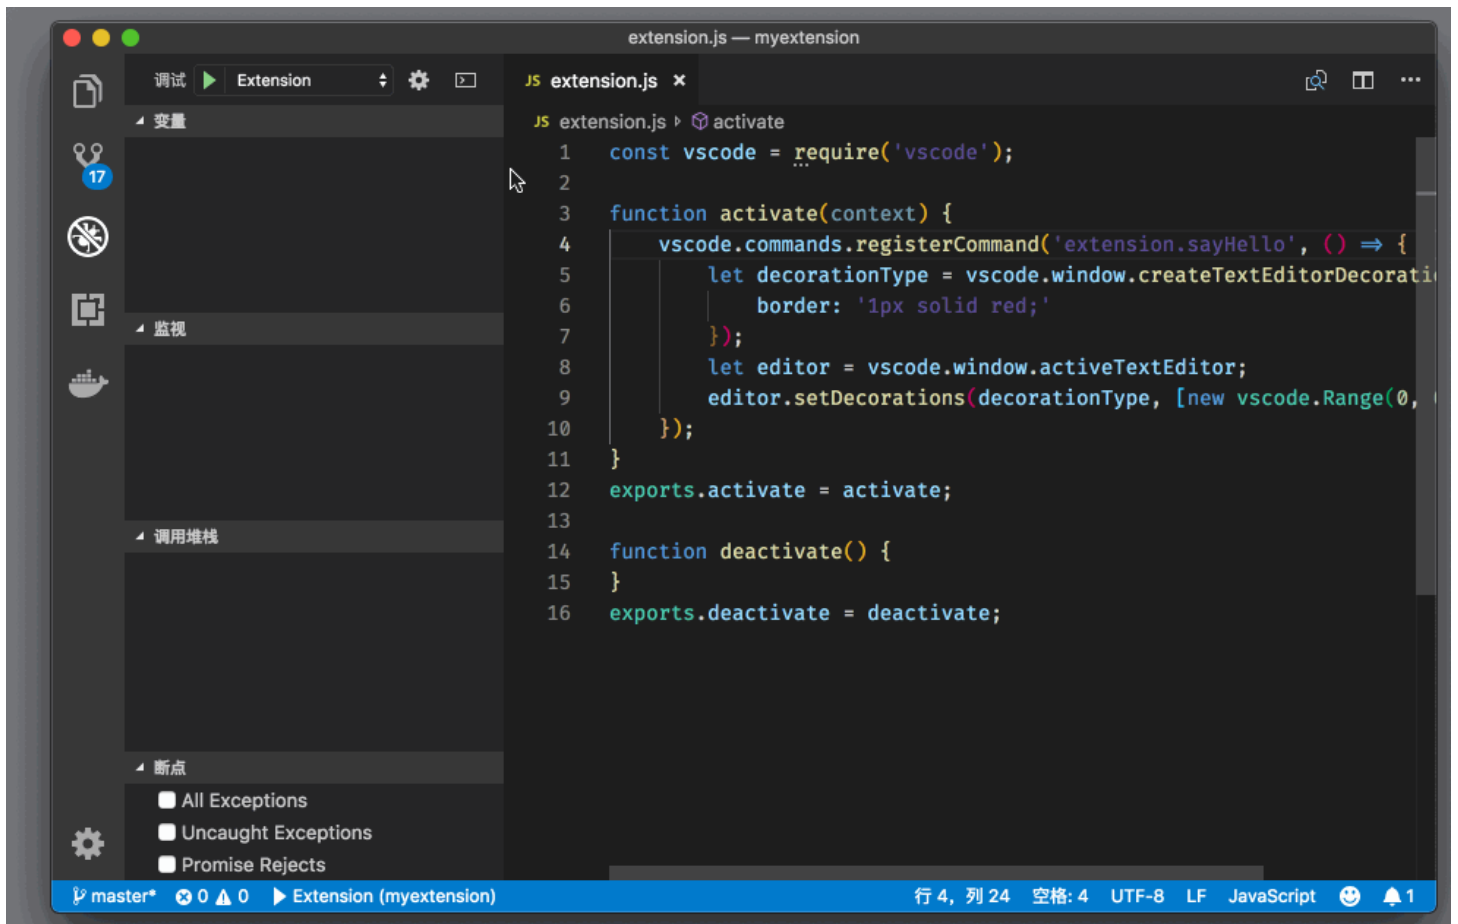 extension.js — myextension
调试 Extension
JS extension.js ×
17
变量
监视
调用堆栈
断点
All Exceptions
Uncaught Exceptions
Promise Rejects
JS extension.js activate
1 const vscode = require('vscode');
2
3 function activate(context) {
4 vscode.commands.registerCommand('extension.sayHello', () ⇒ {
5 let decorationType = vscode.window.createTextEditorDecorati
6 border: '1px solid red;'
7 });
8 let editor = vscode.window.activeTextEditor;
9 editor.setDecorations(decorationType, [new vscode.Range(0,
10 });
11 }
12 exports.activate = activate;
13
14 function deactivate() {
15 }
16 exports.deactivate = deactivate;
master* 0 0 Extension (myextension) 行 4，列 24 空格: 4 UTF-8 LF JavaScript 1